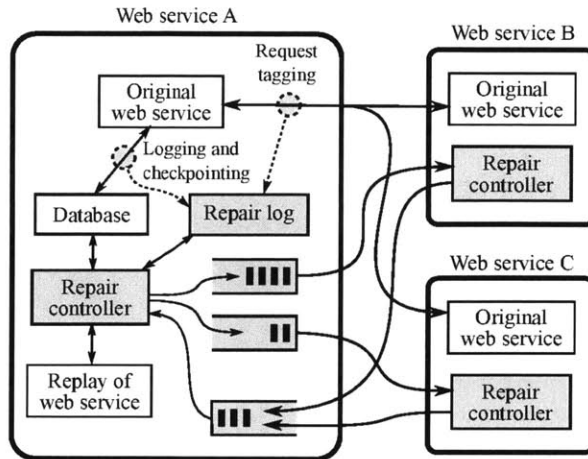 Web service A
Request
tagging
Original
web service
Logging and
checkpointing
Database
Repair log
Repair
controller
Replay of
web service
Web service B
Original
web service
Repair
controller
Web service C
Original
web service
Repair
controller